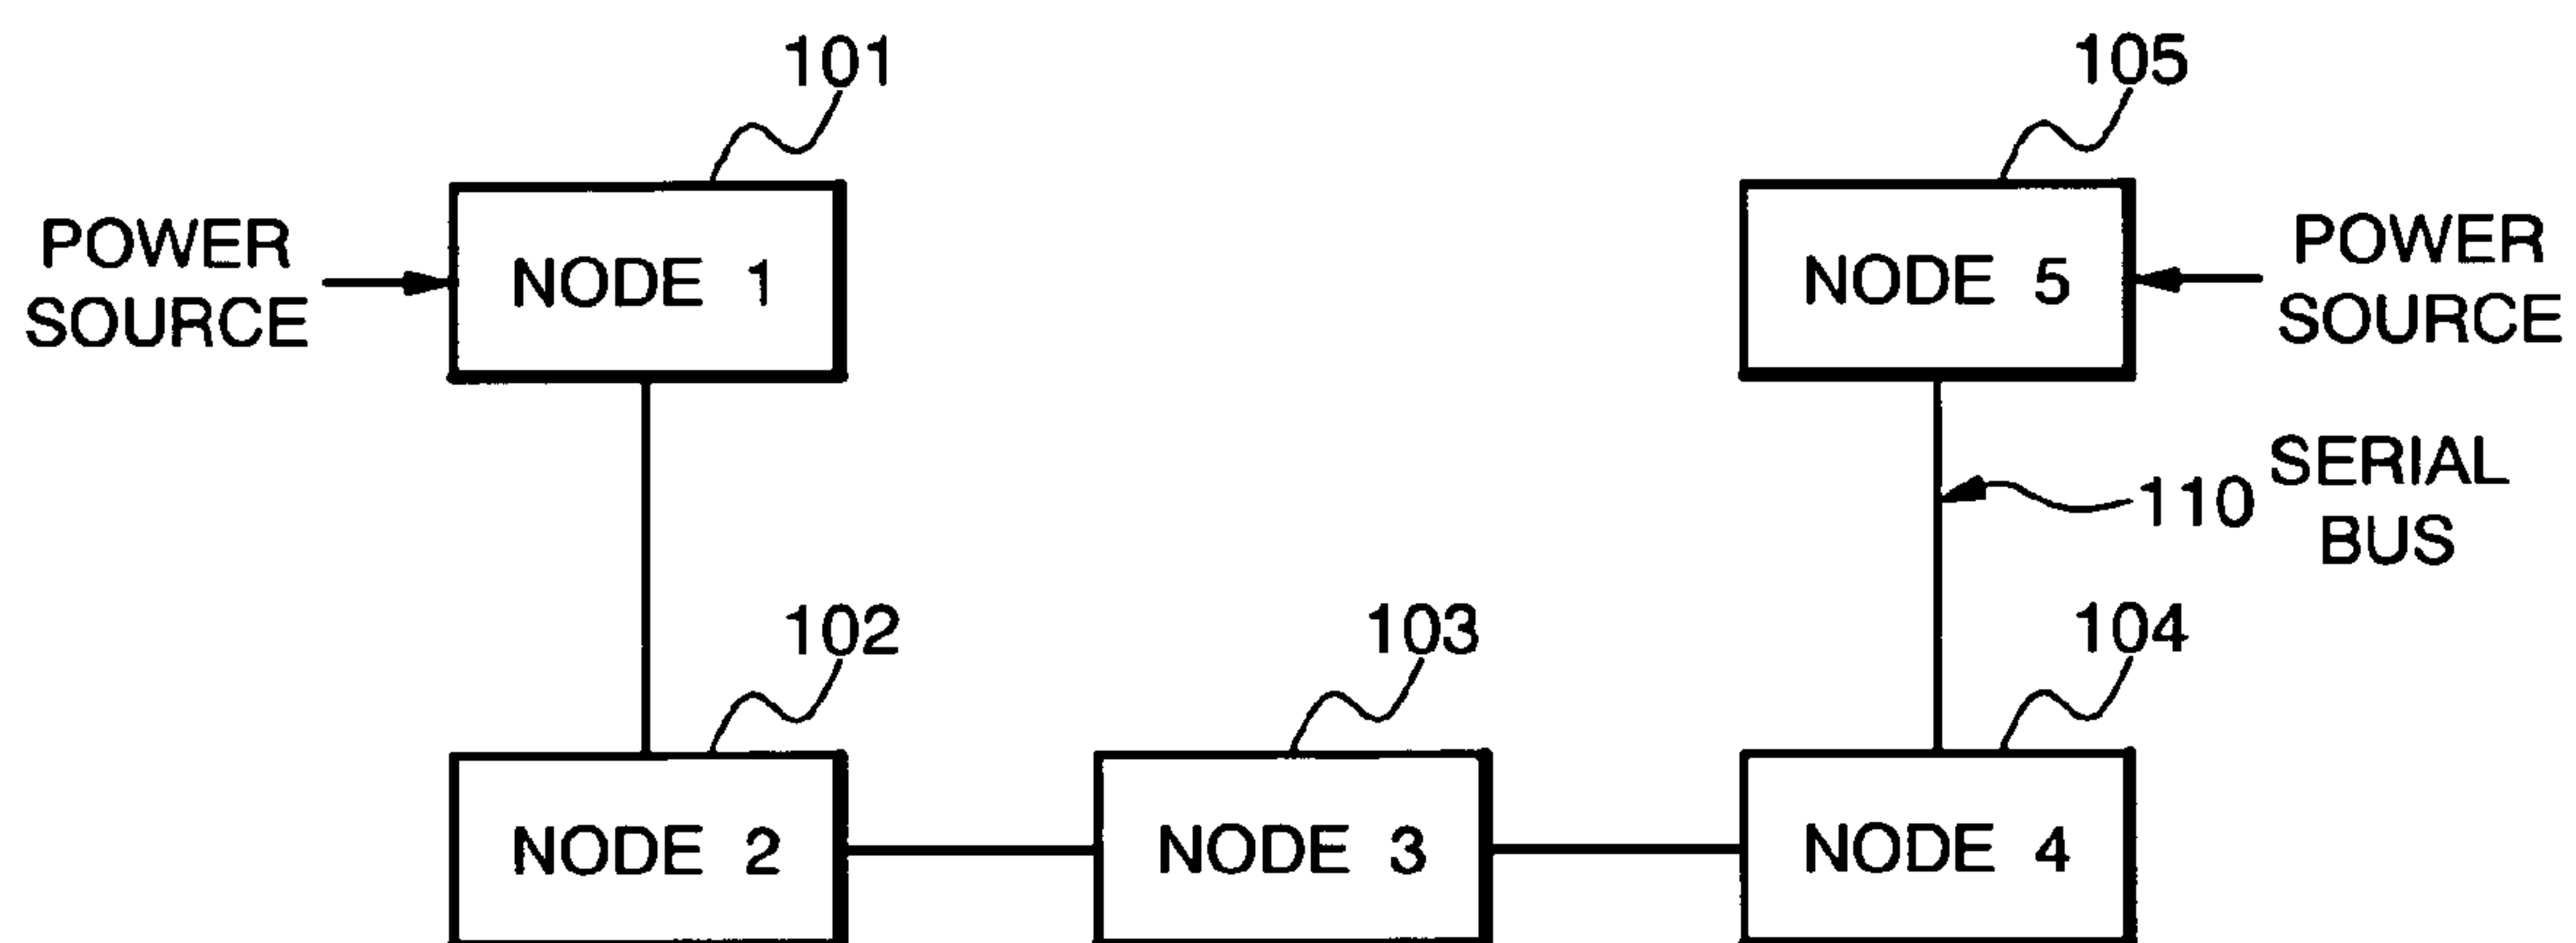 101
105
POWER
SOURCE
NODE 1
NODE 5
POWER
SOURCE
110
SERIAL
BUS
102
103
104
NODE 2
NODE 3
NODE 4